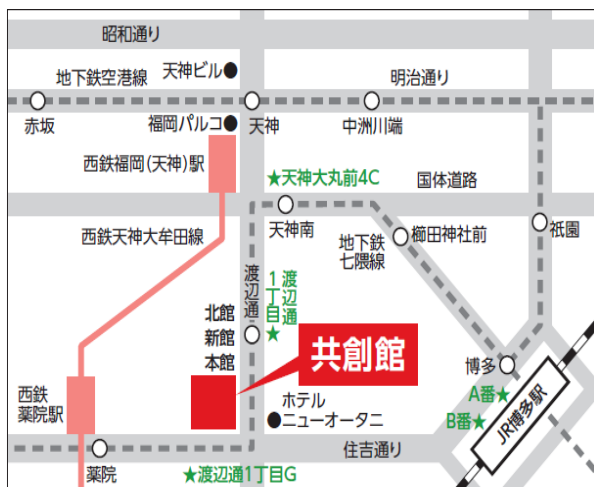 昭和通り
地下鉄空港線
天神ビル●
明治通り
赤坂
福岡パルコ●
天神
中洲川端
西鉄福岡(天神)駅
★天神大丸前4C
国体道路
西鉄天神大牟田線
天神南
地下鉄
七隈線
櫛田神社前
祇園
渡辺通
渡辺通
1丁目
★
北館
新館
本館
共創館
博多
A番★
B番★
JR博多駅
西鉄
薬院駅
ホテル
●ニューオータニ
住吉通り
薬院
★渡辺通1丁目G